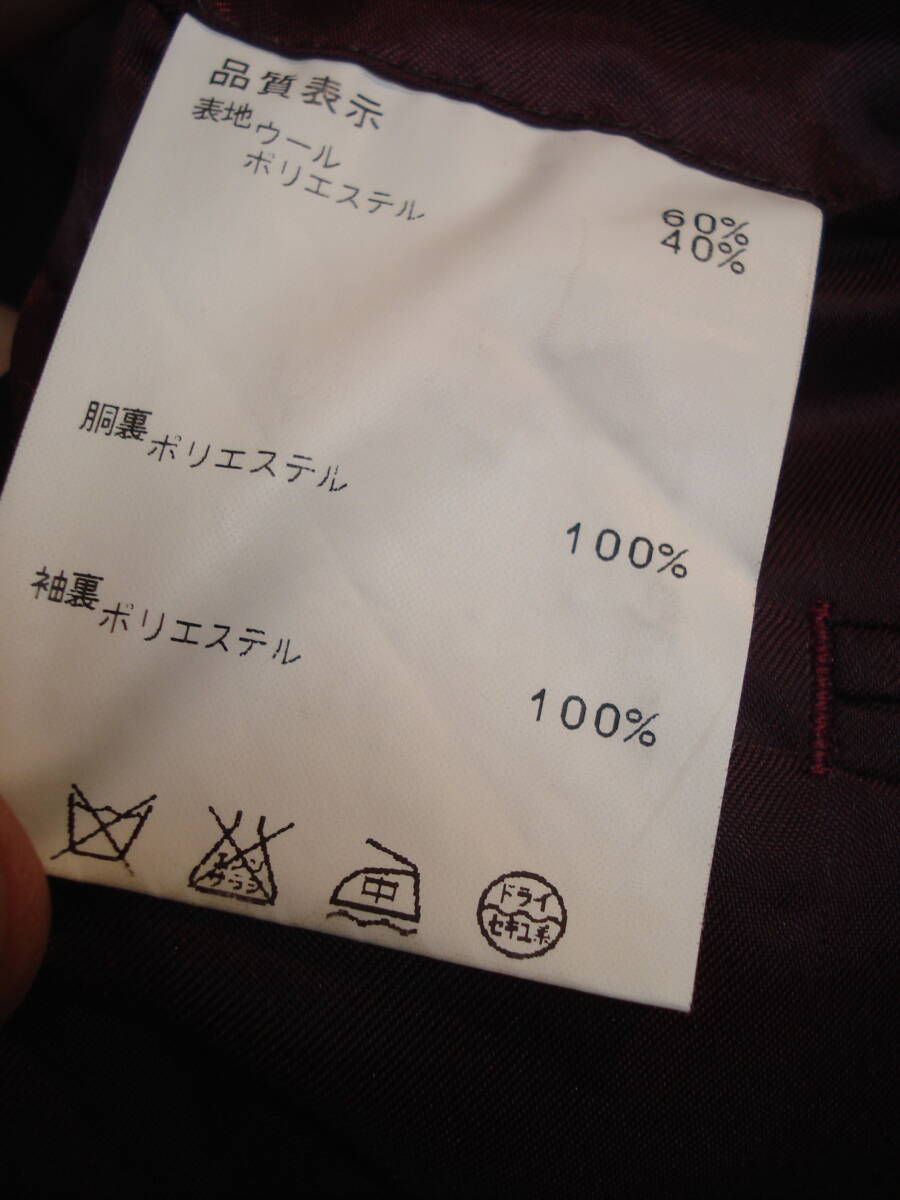 品質表示
表地ウール 60%
ポリエステル 40%
胴裏ポリエステル 100%
袖裏ポリエステル 100%
エンソ
サラシ
中
ドライ
セキユ系